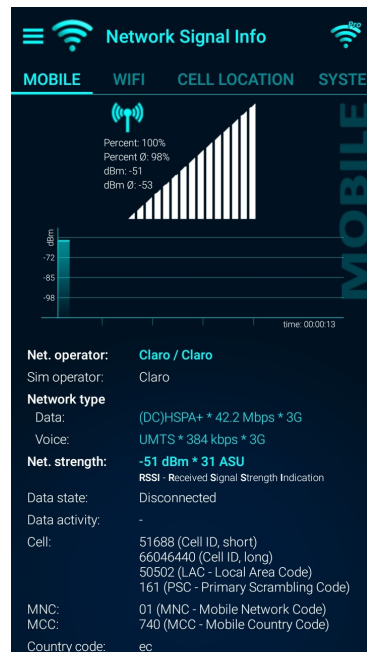 Pro
Network Signal Info
MOBILE WIFI CELL LOCATION SYSTE
Percent: 100%
Percent Ø: 98%
dBm: -51
dBm Ø: -53
MOBILE
dBm
-72
-85
-98
time: 00:00:13
Net. operator: Claro / Claro
Sim operator: Claro
Network type
Data: (DC)HSPA+ * 42.2 Mbps * 3G
Voice: UMTS * 384 kbps * 3G
Net. strength: -51 dBm * 31 ASU
RSSI - Received Signal Strength Indication
Data state: Disconnected
Data activity: -
Cell: 51688 (Cell ID, short)
66046440 (Cell ID, long)
50502 (LAC - Local Area Code)
161 (PSC - Primary Scrambling Code)
MNC: 01 (MNC - Mobile Network Code)
MCC: 740 (MCC - Mobile Country Code)
Country code: ec